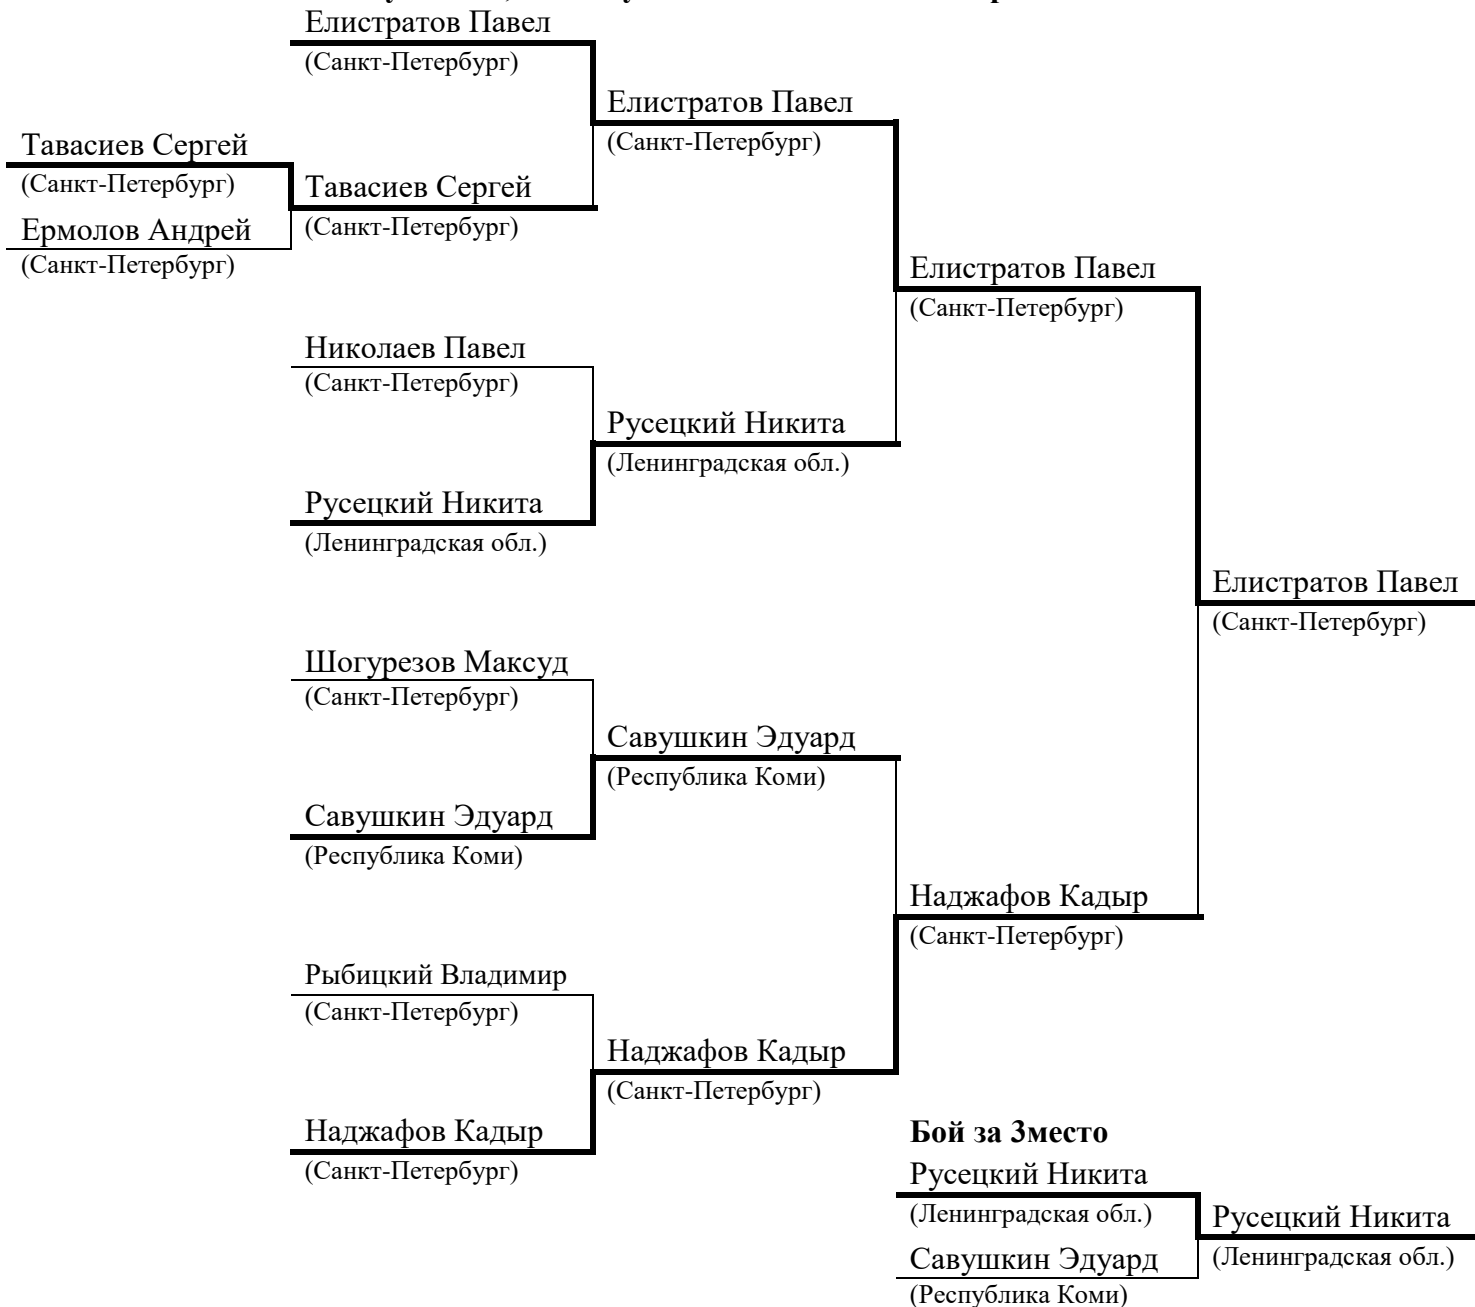 Елистратов Павел
(Санкт-Петербург)
Елистратов Павел
(Санкт-Петербург)
Тавасиев Сергей
(Санкт-Петербург)
Тавасиев Сергей
(Санкт-Петербург)
Ермолов Андрей
(Санкт-Петербург)
Елистратов Павел
(Санкт-Петербург)
Николаев Павел
(Санкт-Петербург)
Русецкий Никита
(Ленинградская обл.)
Русецкий Никита
(Ленинградская обл.)
Елистратов Павел
(Санкт-Петербург)
Шогурезов Максуд
(Санкт-Петербург)
Савушкин Эдуард
(Республика Коми)
Савушкин Эдуард
(Республика Коми)
Наджафов Кадыр
(Санкт-Петербург)
Рыбицкий Владимир
(Санкт-Петербург)
Наджафов Кадыр
(Санкт-Петербург)
Наджафов Кадыр
(Санкт-Петербург)
Бой за 3место
Русецкий Никита
(Ленинградская обл.)
Русецкий Никита
(Ленинградская обл.)
Савушкин Эдуард
(Республика Коми)